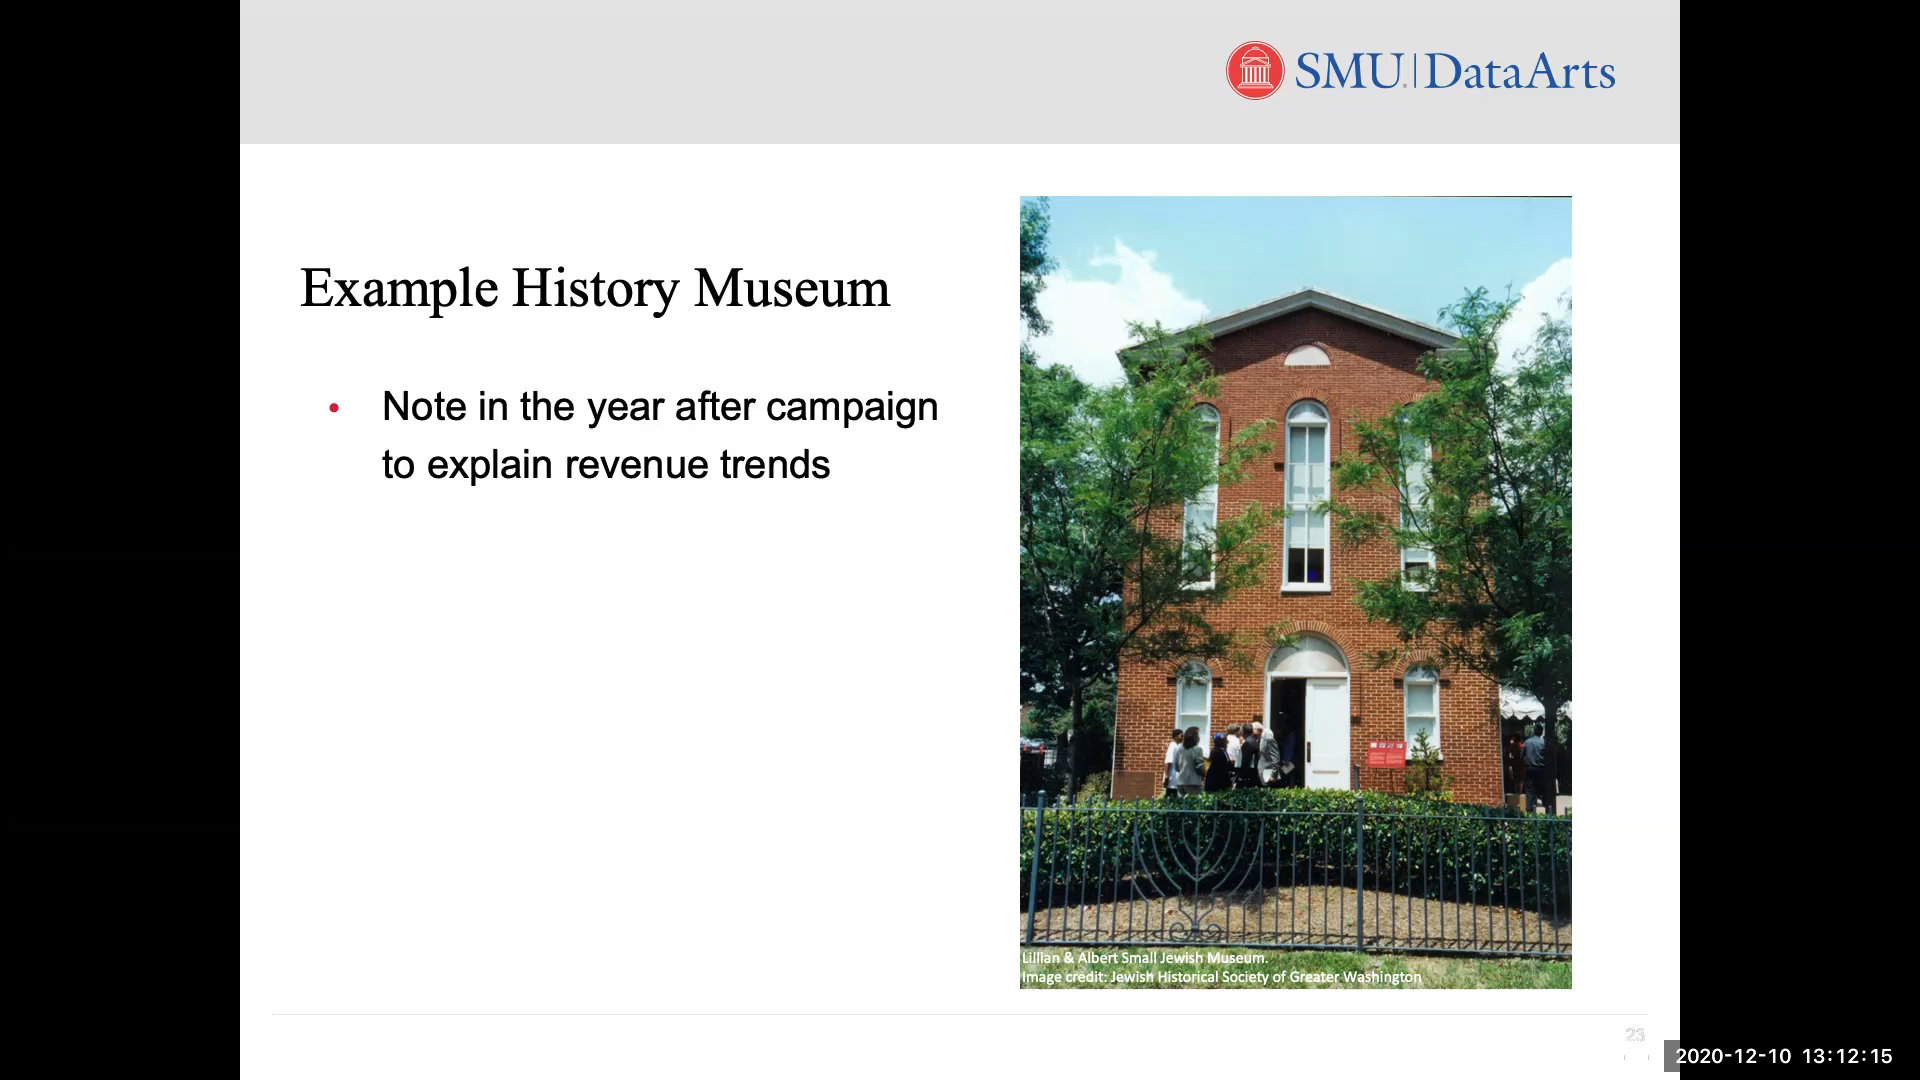 SMU. DataArts
Example History Museum
• Note in the year after campaign
to explain revenue trends
Lillian & Albert Small Jewish Museum.
Image credit: Jewish Historical Society of Greater Washington
23
2020-12-10 13:12:15